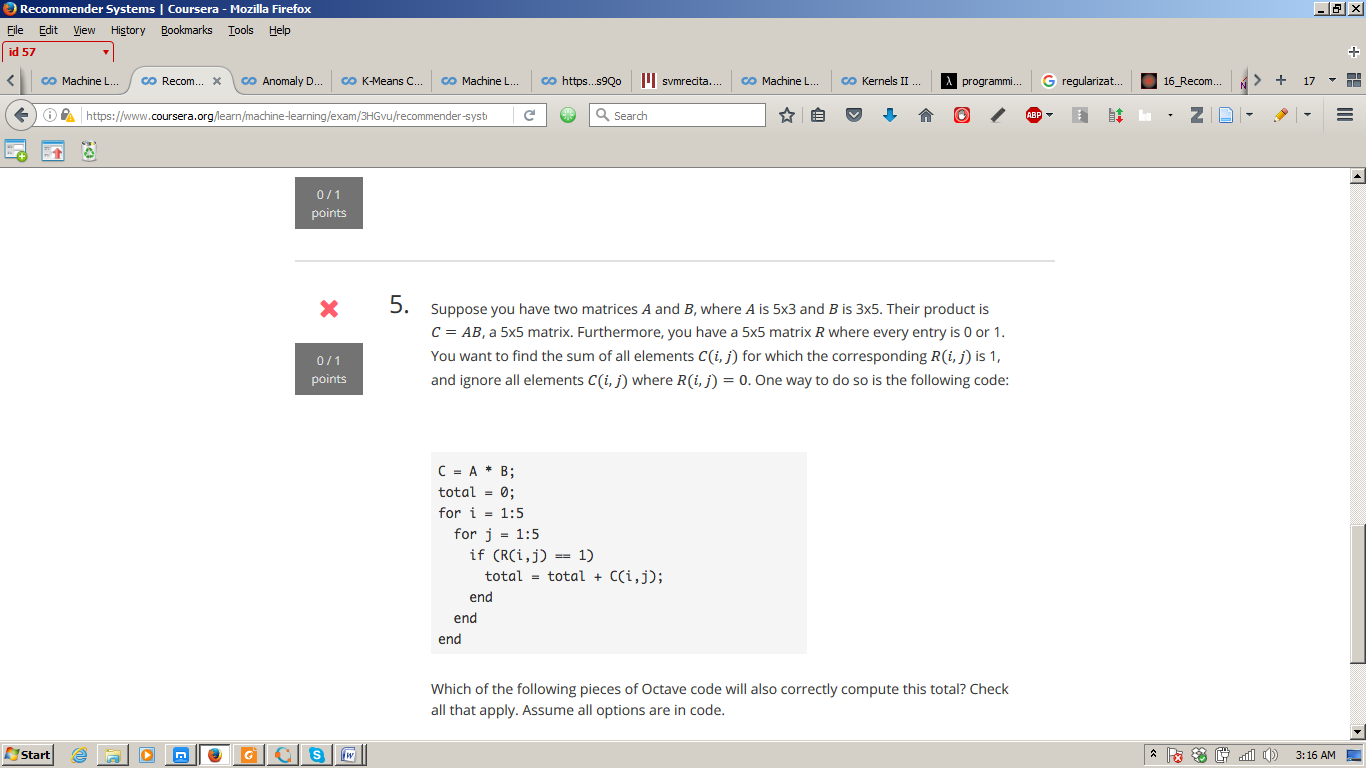 Recommender Systems | Coursera - Mozilla Firefox
File Edit View History Bookmarks Tools Help
id 57
Machine L... Recom... Anomaly D... K-Means C... Machine L... https...s9Qo svmrecita.... Machine L... Kernels II ... programmi... regularizat... 16_Recom... 17
https://www.coursera.org/learn/machine-learning/exam/3HGvu/recommender-syst Search ABP
0 / 1
points
5. Suppose you have two matrices A and B, where A is 5x3 and B is 3x5. Their product is
C = AB, a 5x5 matrix. Furthermore, you have a 5x5 matrix R where every entry is 0 or 1.
You want to find the sum of all elements C(i, j) for which the corresponding R(i, j) is 1,
and ignore all elements C(i, j) where R(i, j) = 0. One way to do so is the following code:
0 / 1
points
C = A * B;
total = 0;
for i = 1:5
for j = 1:5
if (R(i,j) == 1)
total = total + C(i,j);
end
end
end
Which of the following pieces of Octave code will also correctly compute this total? Check
all that apply. Assume all options are in code.
Start 3:16 AM